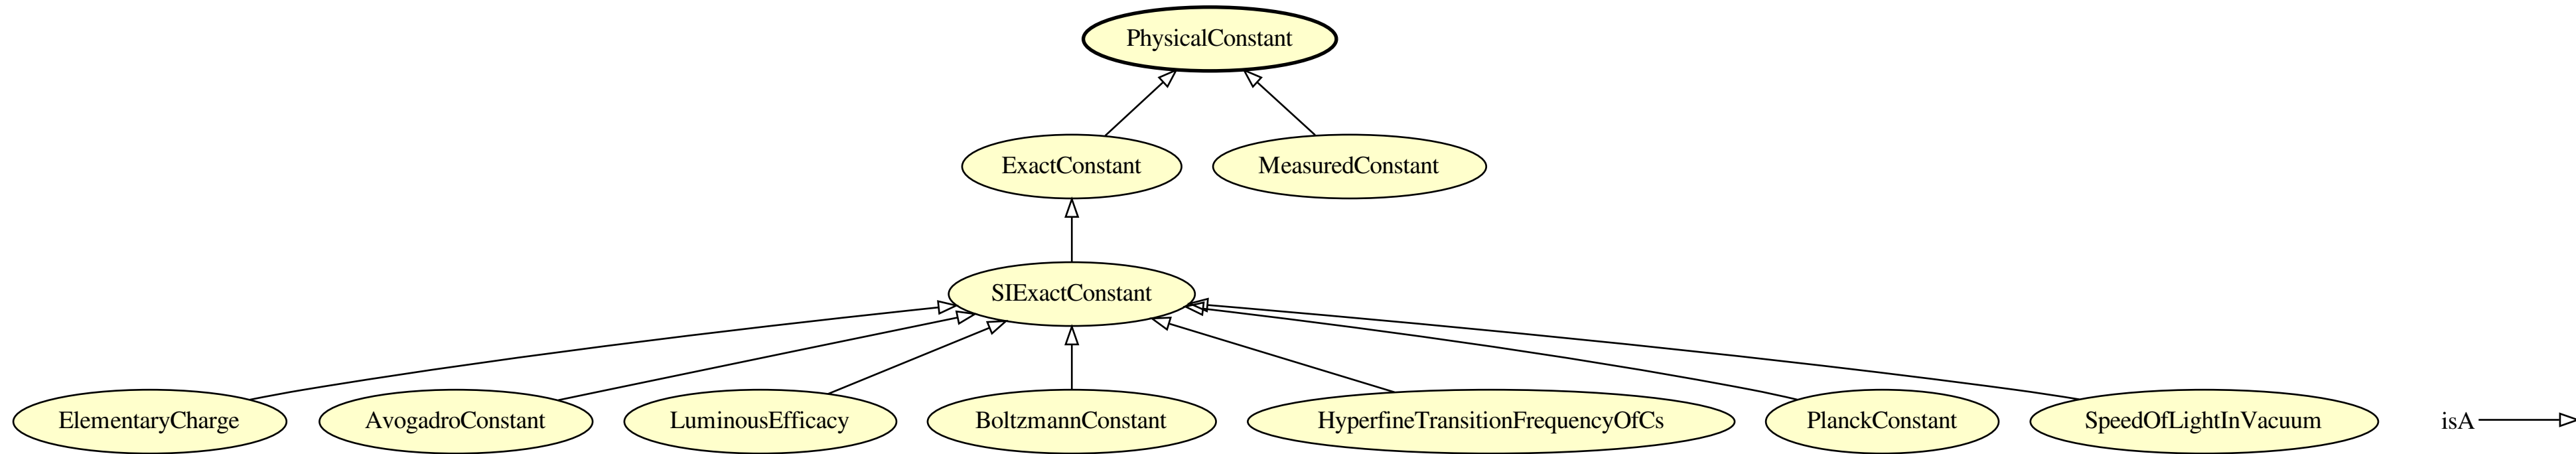 PhysicalConstant
ExactConstant
MeasuredConstant
SIExactConstant
ElementaryCharge
AvogadroConstant
LuminousEfficacy
BoltzmannConstant
HyperfineTransitionFrequencyOfCs
PlanckConstant
SpeedOfLightInVacuum
isA